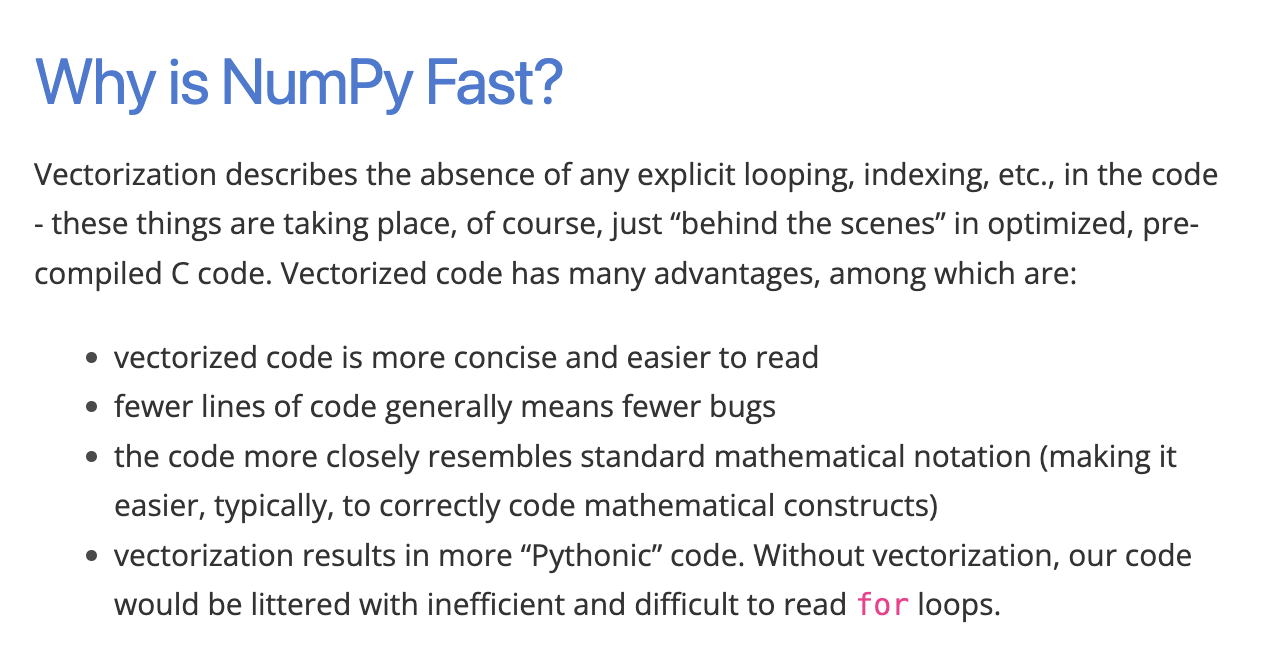 Why is NumPy Fast?
Vectorization describes the absence of any explicit looping, indexing, etc., in the code
- these things are taking place, of course, just “behind the scenes” in optimized, pre-
compiled C code. Vectorized code has many advantages, among which are:
• vectorized code is more concise and easier to read
• fewer lines of code generally means fewer bugs
• the code more closely resembles standard mathematical notation (making it
easier, typically, to correctly code mathematical constructs)
• vectorization results in more “Pythonic” code. Without vectorization, our code
would be littered with inefficient and difficult to read for loops.